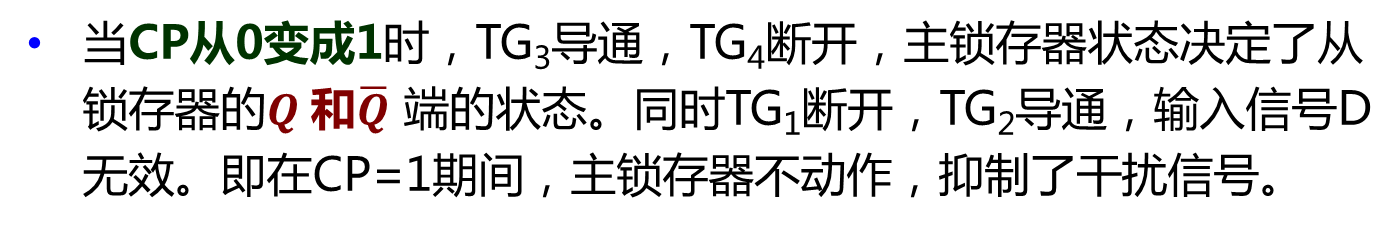 • 当CP从0变成1时，TG₃导通，TG₄断开，主锁存器状态决定了从
锁存器的Q 和Q̅ 端的状态。同时TG₁断开，TG₂导通，输入信号D
无效。即在CP=1期间，主锁存器不动作，抑制了干扰信号。